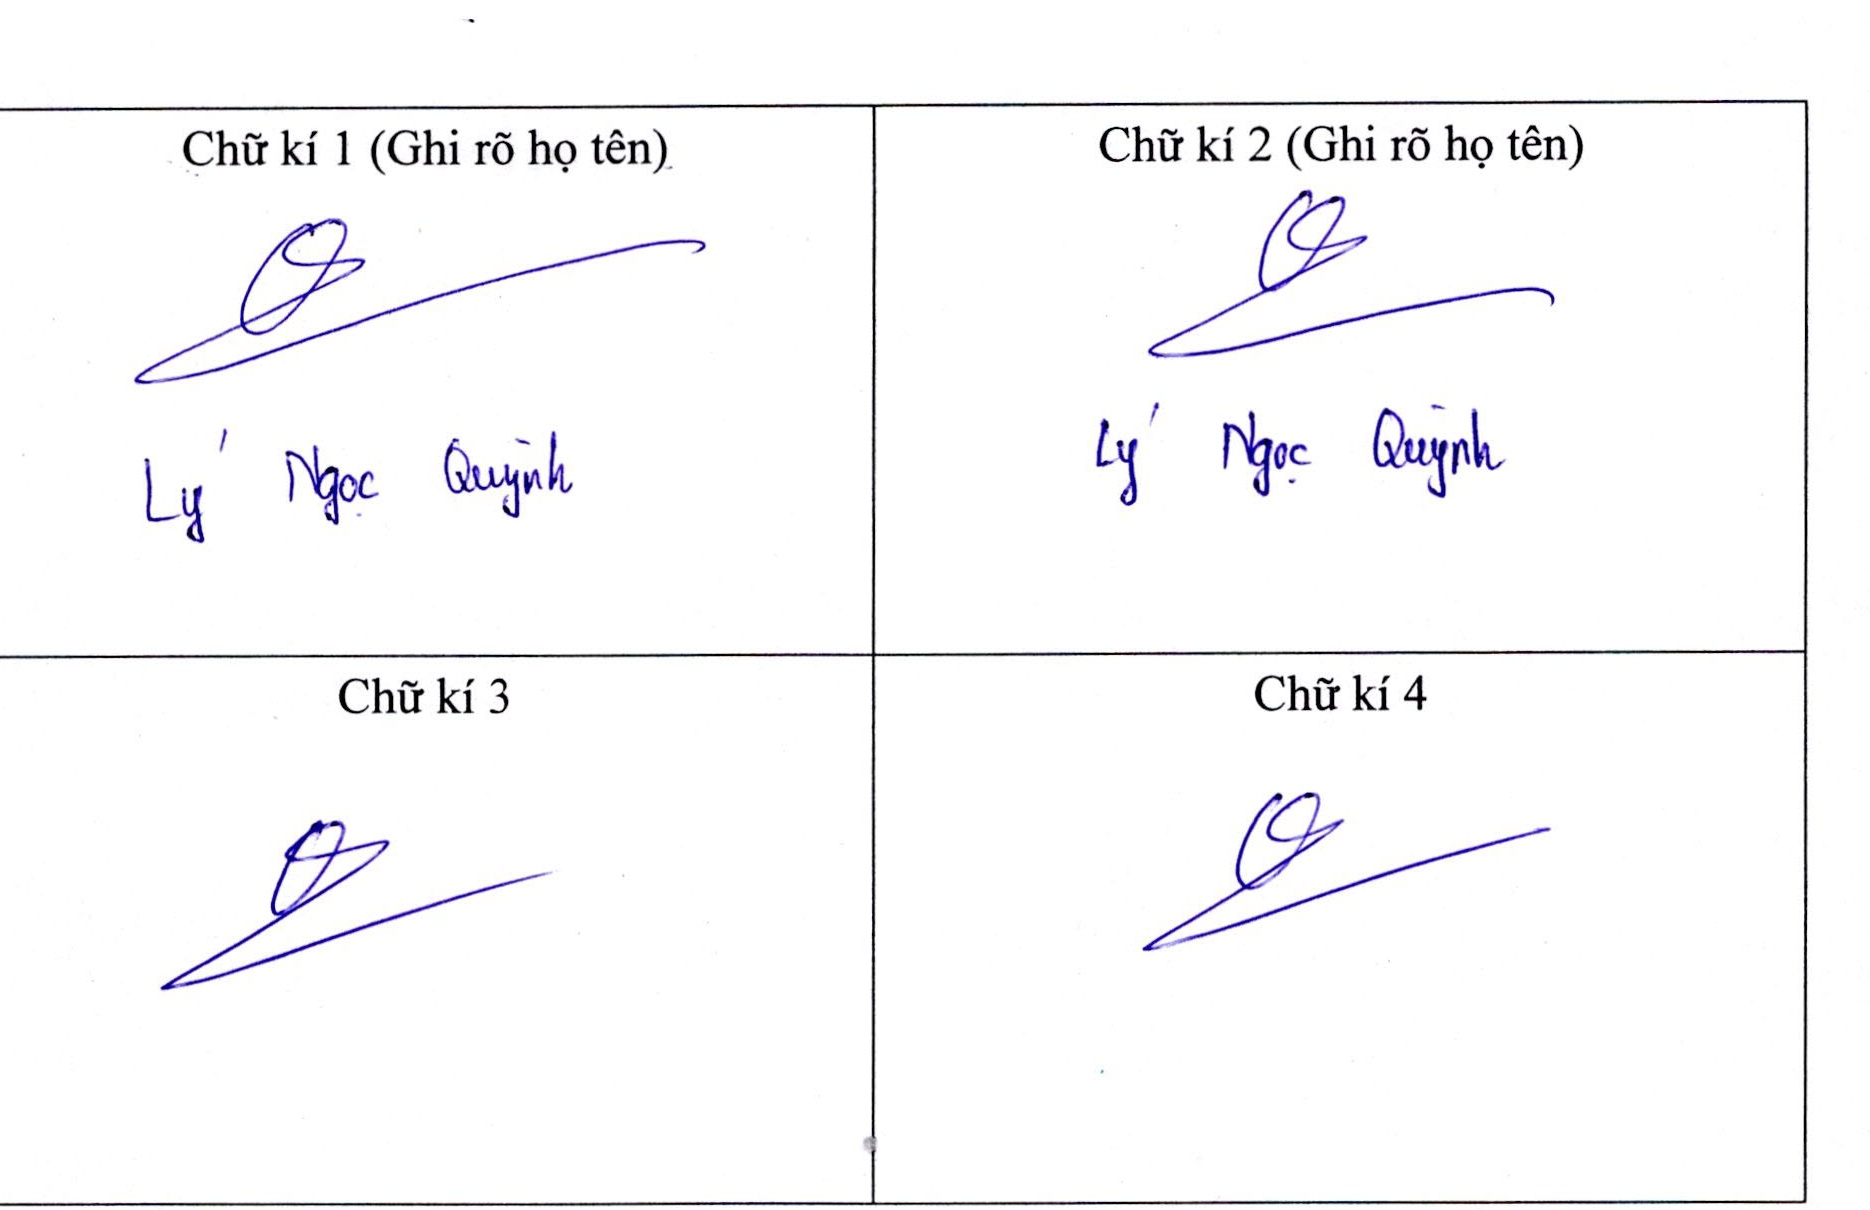 Chữ kí 1 (Ghi rõ họ tên)
Lý Ngọc Quỳnh
Chữ kí 2 (Ghi rõ họ tên)
Lý Ngọc Quỳnh
Chữ kí 3
Chữ kí 4